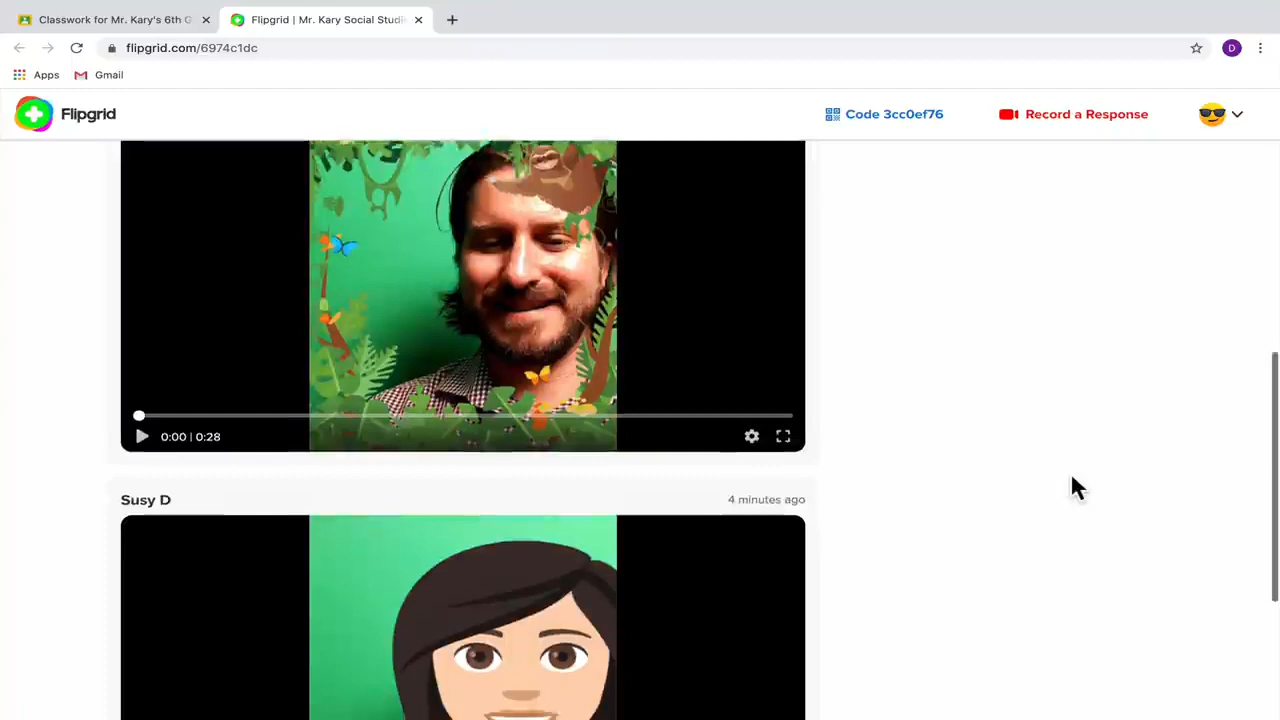 Classwork for Mr. Kary's 6th G
Flipgrid | Mr. Kary Social Studi
flipgrid.com/6974c1dc
D
Apps
Gmail
Flipgrid
Code 3cc0ef76
Record a Response
0:00 | 0:28
Susy D
4 minutes ago